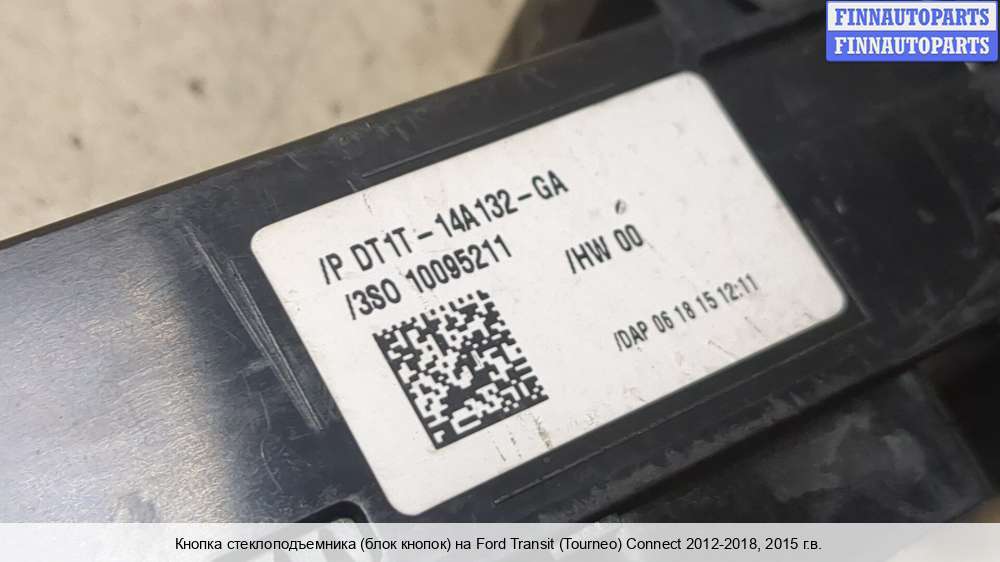 FINNAUTOPARTS
FINNAUTOPARTS
/P DT1T-14A132-GA
/3SO 10095211
/HW 00
/DAP 06 18 15 12:11
Кнопка стеклоподъемника (блок кнопок) на Ford Transit (Tourneo) Connect 2012-2018, 2015 г.в.